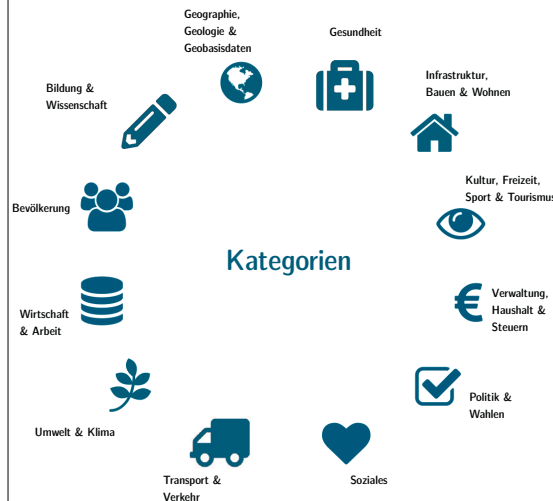 Geographie,
Geologie &
Geobasisdaten
Gesundheit
Infrastruktur,
Bauen & Wohnen
Bildung &
Wissenschaft
Kultur, Freizeit,
Sport & Tourismus
Bevölkerung
Kategorien
Verwaltung,
Haushalt &
Steuern
Wirtschaft
& Arbeit
Politik &
Wahlen
Umwelt & Klima
Transport &
Verkehr
Soziales